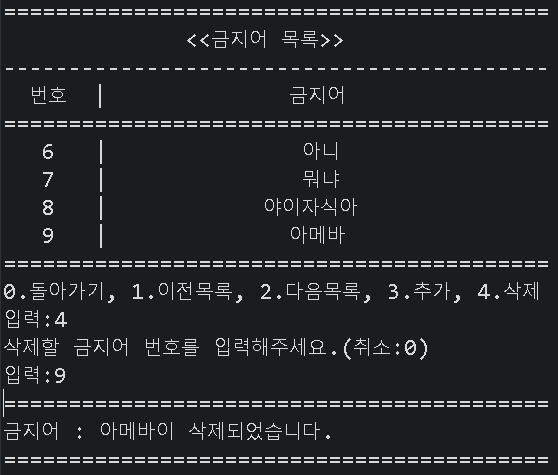 ==========================================
<<금지어 목록>>
------------------------------------------
번호 | 금지어
==========================================
6 | 아니
7 | 뭐냐
8 | 야이자식아
9 | 아메바
==========================================
0.돌아가기, 1.이전목록, 2.다음목록, 3.추가, 4.삭제
입력:4
삭제할 금지어 번호를 입력해주세요.(취소:0)
입력:9
==========================================
금지어 : 아메바이 삭제되었습니다.
==========================================